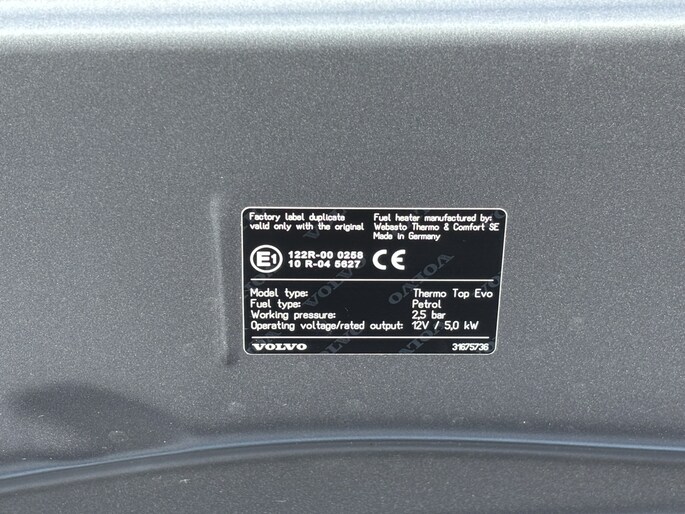 Factory label duplicate
valid only with the original
Fuel heater manufactured by:
Webasto Thermo & Comfort SE
Made in Germany
E1
122R-00 0258
10 R-04 5627
CE
Model type: Thermo Top Evo
Fuel type: Petrol
Working pressure: 2,5 bar
Operating voltage/rated output: 12V / 5,0 kW
VOLVO 31675736